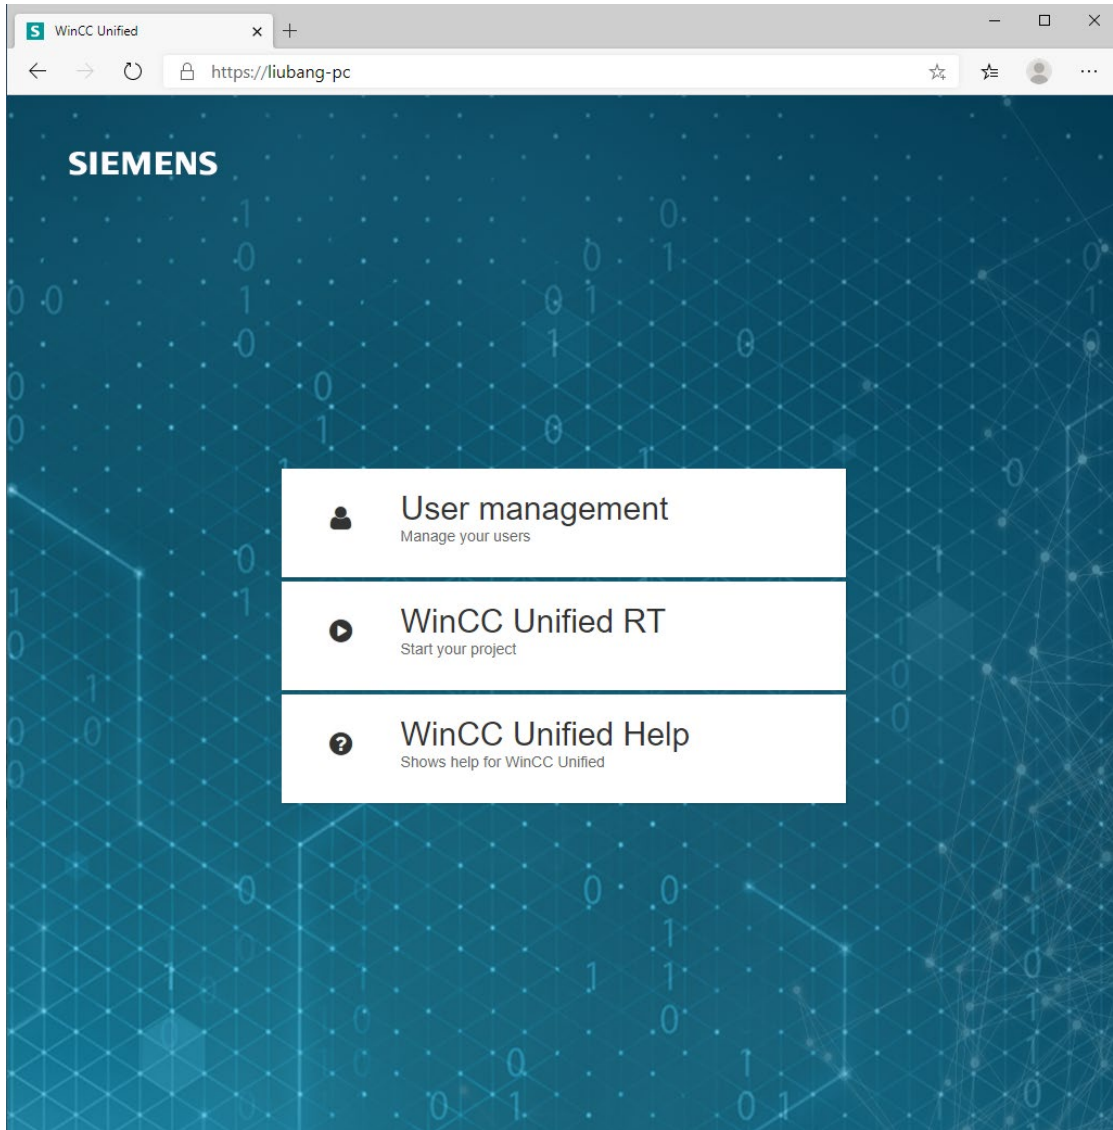 WinCC Unified
https://liubang-pc
SIEMENS
User management
Manage your users
WinCC Unified RT
Start your project
WinCC Unified Help
Shows help for WinCC Unified